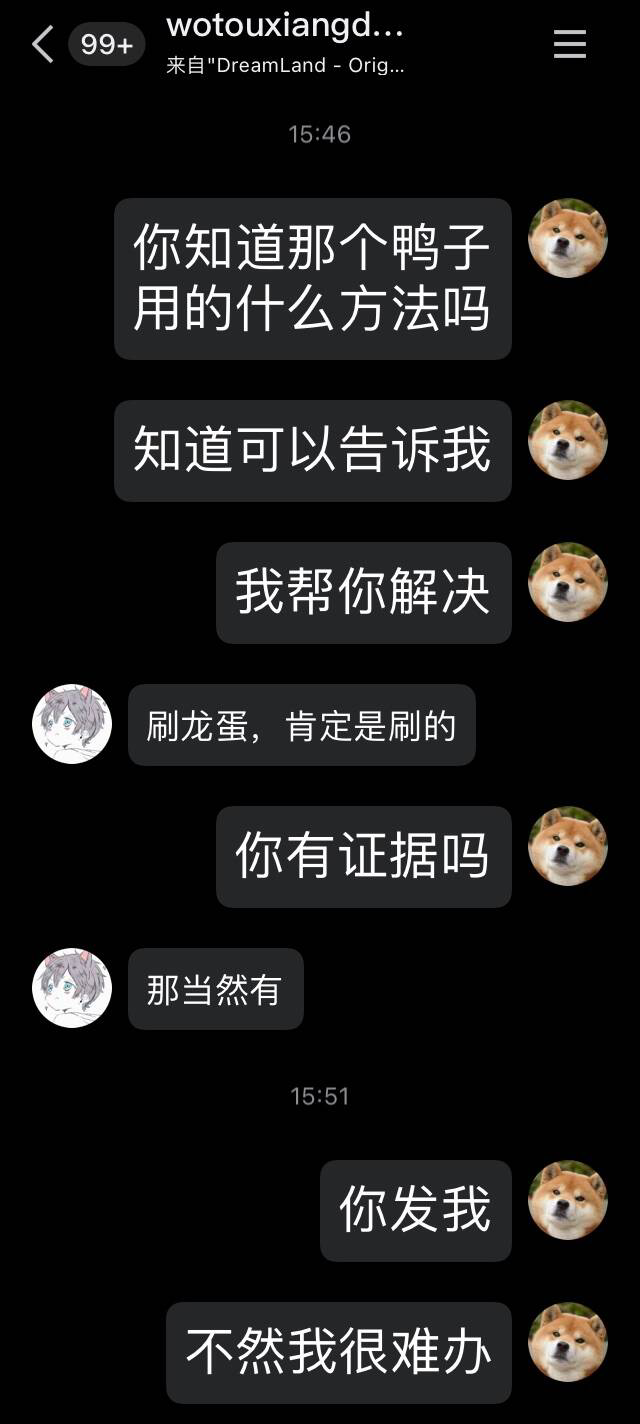 99+
wotouxiangd...
来自"DreamLand - Orig...
15:46
你知道那个鸭子
用的什么方法吗
知道可以告诉我
我帮你解决
刷龙蛋，肯定是刷的
你有证据吗
那当然有
15:51
你发我
不然我很难办